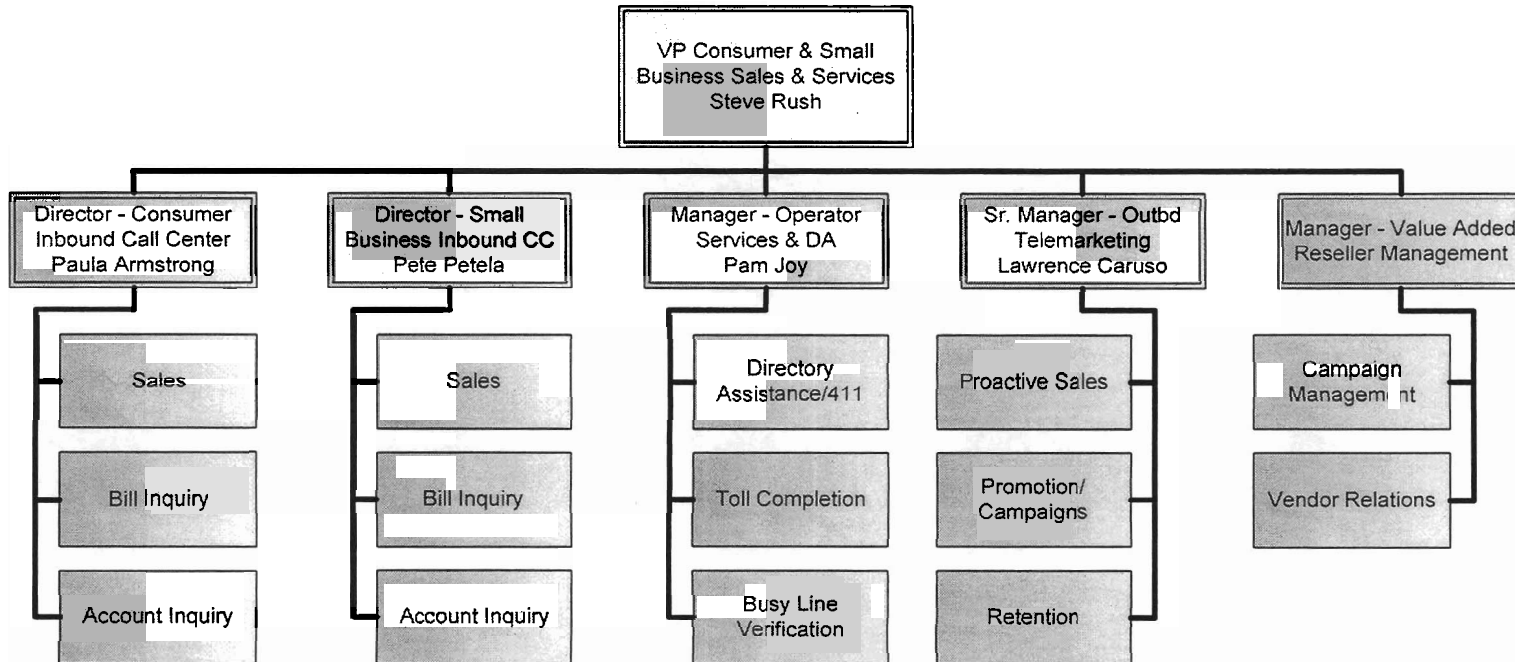 VP Consumer & Small
Business Sales & Services
Steve Rush
Director - Consumer
Inbound Call Center
Paula Armstrong
Director - Small
Business Inbound CC
Pete Petela
Manager - Operator
Services & DA
Pam Joy
Sr. Manager - Outbd
Telemarketing
Lawrence Caruso
Manager - Value Added
Reseller Management
Sales
Bill Inquiry
Account Inquiry
Sales
Bill Inquiry
Account Inquiry
Directory
Assistance/411
Toll Completion
Busy Line
Verification
Proactive Sales
Promotion/
Campaigns
Retention
Campaign
Management
Vendor Relations